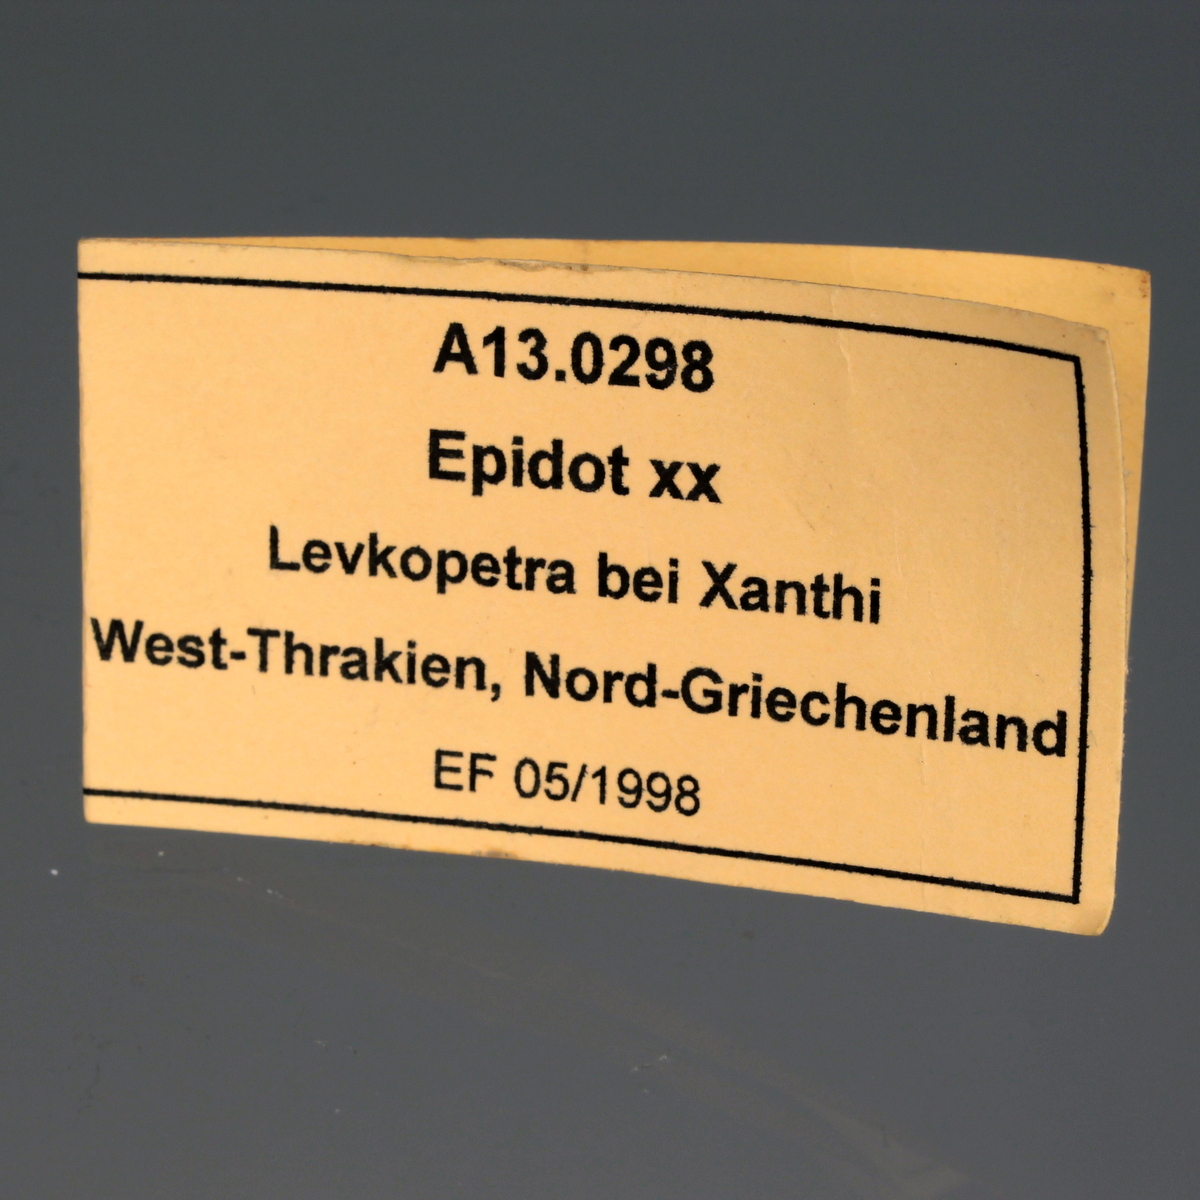 A13.0298
Epidot xx
Levkopetra bei Xanthi
West-Thrakien, Nord-Griechenland
EF 05/1998